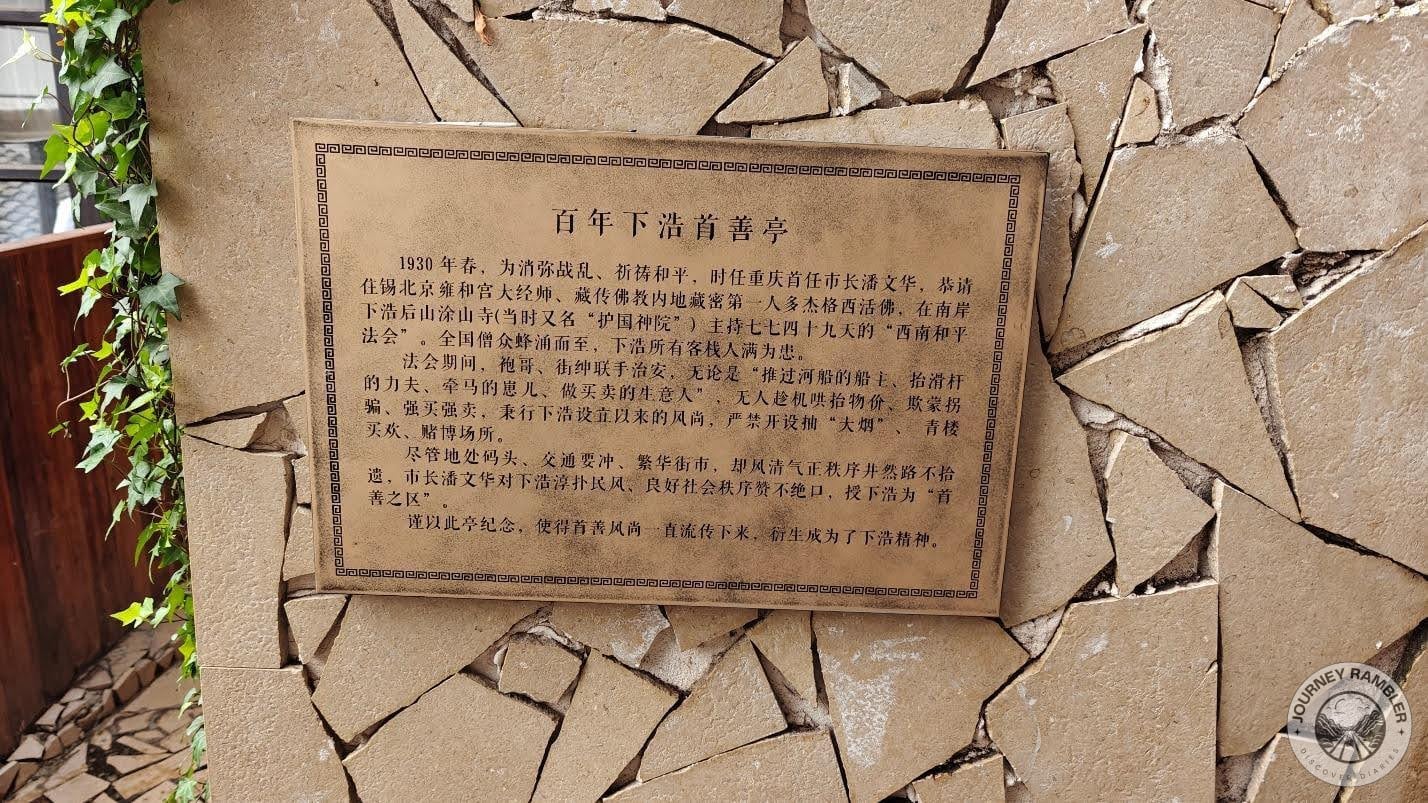 百年下浩首善亭
1930 年春，为消弥战乱、祈祷和平，时任重庆首任市长潘文华，恭请
住锡北京雍和宫大经师、藏传佛教内地藏密第一人多杰格西活佛，在南岸
下浩后山涂山寺(当时又名“护国神院”）主持七七四十九天的“西南和平
法会”。全国僧众蜂涌而至，下浩所有客栈人满为患。
法会期间，袍哥、街绅联手治安，无论是“推过河船的船主、抬滑杆
的力夫、牵马的崽儿、做买卖的生意人”，无人趁机哄抬物价、欺蒙拐
骗、强买强卖，秉行下浩设立以来的风尚，严禁开设抽“大烟”、青楼
买欢、赌博场所。
尽管地处码头、交通要冲、繁华街市，却风清气正秩序井然路不拾
遗，市长潘文华对下浩淳扑民风、良好社会秩序赞不绝口，授下浩为“首
善之区”。
谨以此亭纪念，使得首善风尚一直流传下来，衍生成为了下浩精神。
JOURNEY RAMBLER
DISCOVER DIARIES